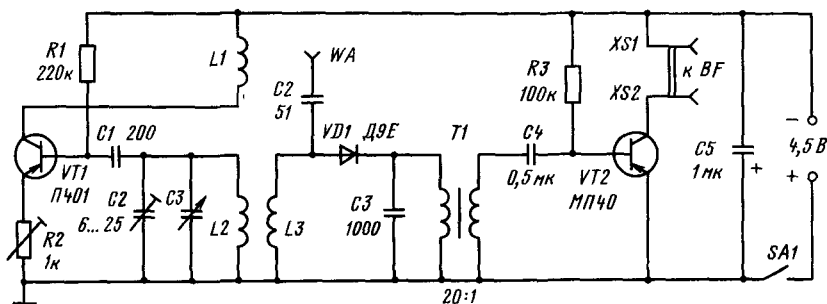 R1
220к
L1
WA
C2
51
VD1 Д9Е
R3
100к
XS1
к BF
XS2
C1 200
VT1
П401
C2
6...25
C3
L2
L3
C3
1000
T1
20:1
C4
0,5мк
VT2
МП40
C5
1мк
+
−
4,5 В
+
SA1
R2
1к